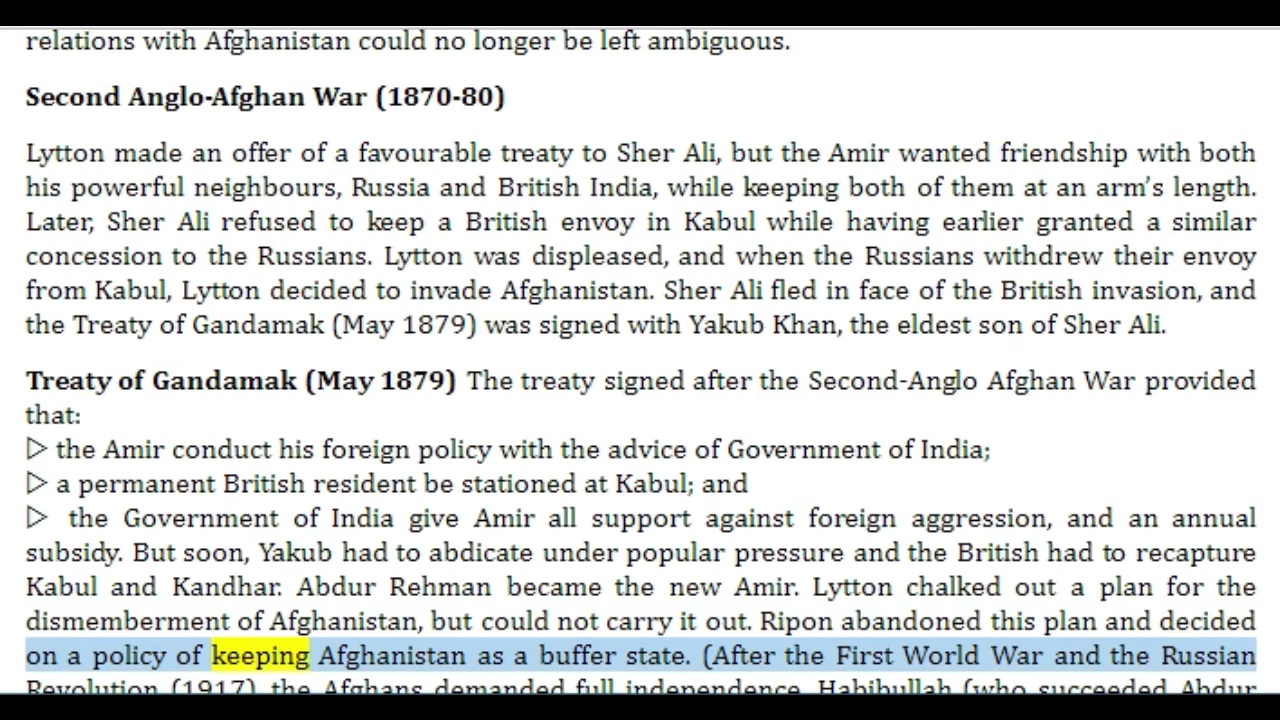 relations with Afghanistan could no longer be left ambiguous.
Second Anglo-Afghan War (1870-80)
Lytton made an offer of a favourable treaty to Sher Ali, but the Amir wanted friendship with both
his powerful neighbours, Russia and British India, while keeping both of them at an arm's length.
Later, Sher Ali refused to keep a British envoy in Kabul while having earlier granted a similar
concession to the Russians. Lytton was displeased, and when the Russians withdrew their envoy
from Kabul, Lytton decided to invade Afghanistan. Sher Ali fled in face of the British invasion, and
the Treaty of Gandamak (May 1879) was signed with Yakub Khan, the eldest son of Sher Ali.
Treaty of Gandamak (May 1879) The treaty signed after the Second-Anglo Afghan War provided
that:
▷ the Amir conduct his foreign policy with the advice of Government of India;
▷ a permanent British resident be stationed at Kabul; and
▷ the Government of India give Amir all support against foreign aggression, and an annual
subsidy. But soon, Yakub had to abdicate under popular pressure and the British had to recapture
Kabul and Kandhar. Abdur Rehman became the new Amir. Lytton chalked out a plan for the
dismemberment of Afghanistan, but could not carry it out. Ripon abandoned this plan and decided
on a policy of keeping Afghanistan as a buffer state. (After the First World War and the Russian
Revolution (1917), the Afghans demanded full independence. Habibullah (who succeeded Abdur